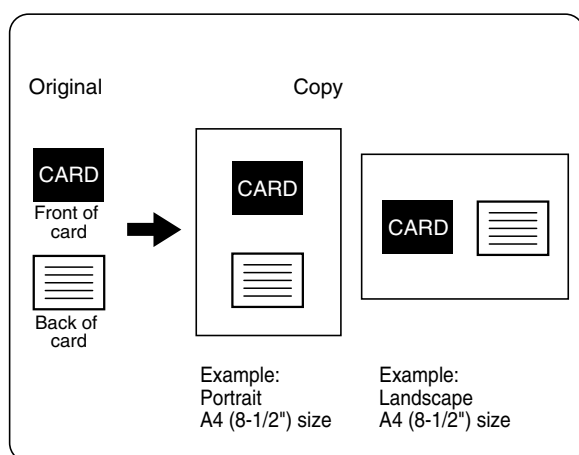 Original
Copy
CARD
Front of
card
Back of
card
CARD
CARD
Example:
Portrait
A4 (8-1/2") size
Example:
Landscape
A4 (8-1/2") size